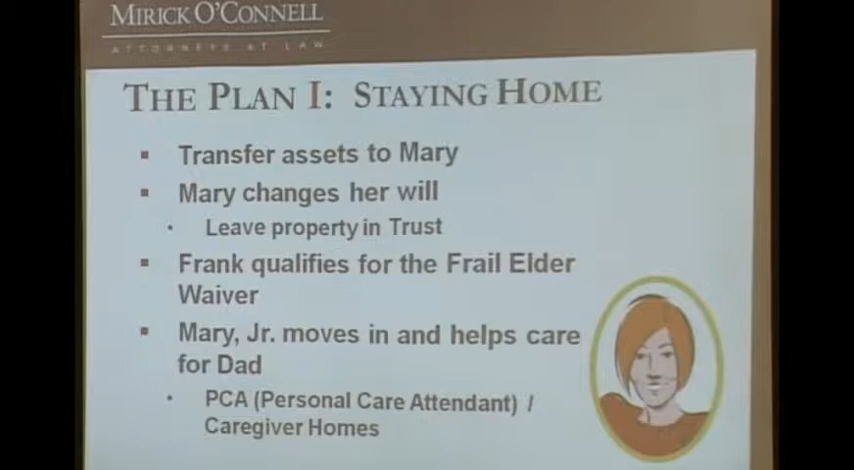 MIRICK O'CONNELL
ATTORNEYS AT LAW
THE PLAN I: STAYING HOME
▪ Transfer assets to Mary
▪ Mary changes her will
• Leave property in Trust
▪ Frank qualifies for the Frail Elder
Waiver
▪ Mary, Jr. moves in and helps care
for Dad
• PCA (Personal Care Attendant) /
Caregiver Homes